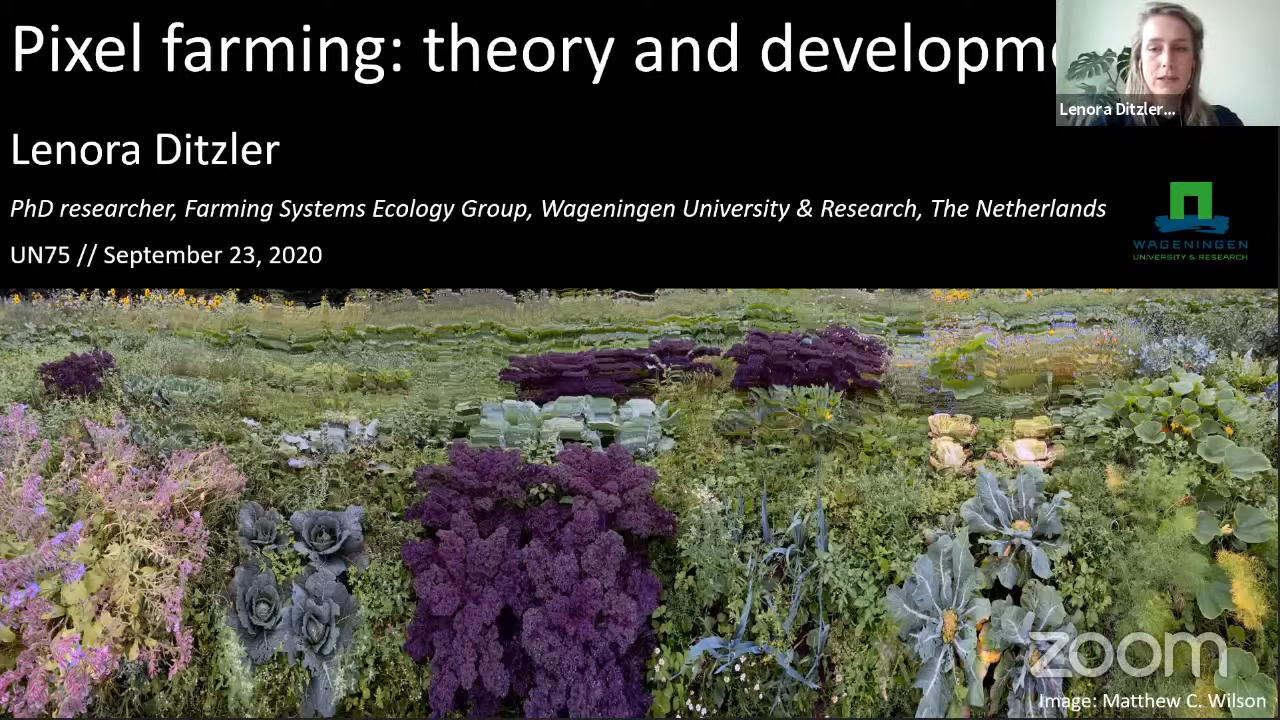 Pixel farming: theory and developme
Lenora Ditzler...
Lenora Ditzler
PhD researcher, Farming Systems Ecology Group, Wageningen University & Research, The Netherlands
UN75 // September 23, 2020
WAGENINGEN
UNIVERSITY & RESEARCH
zoom
Image: Matthew C. Wilson